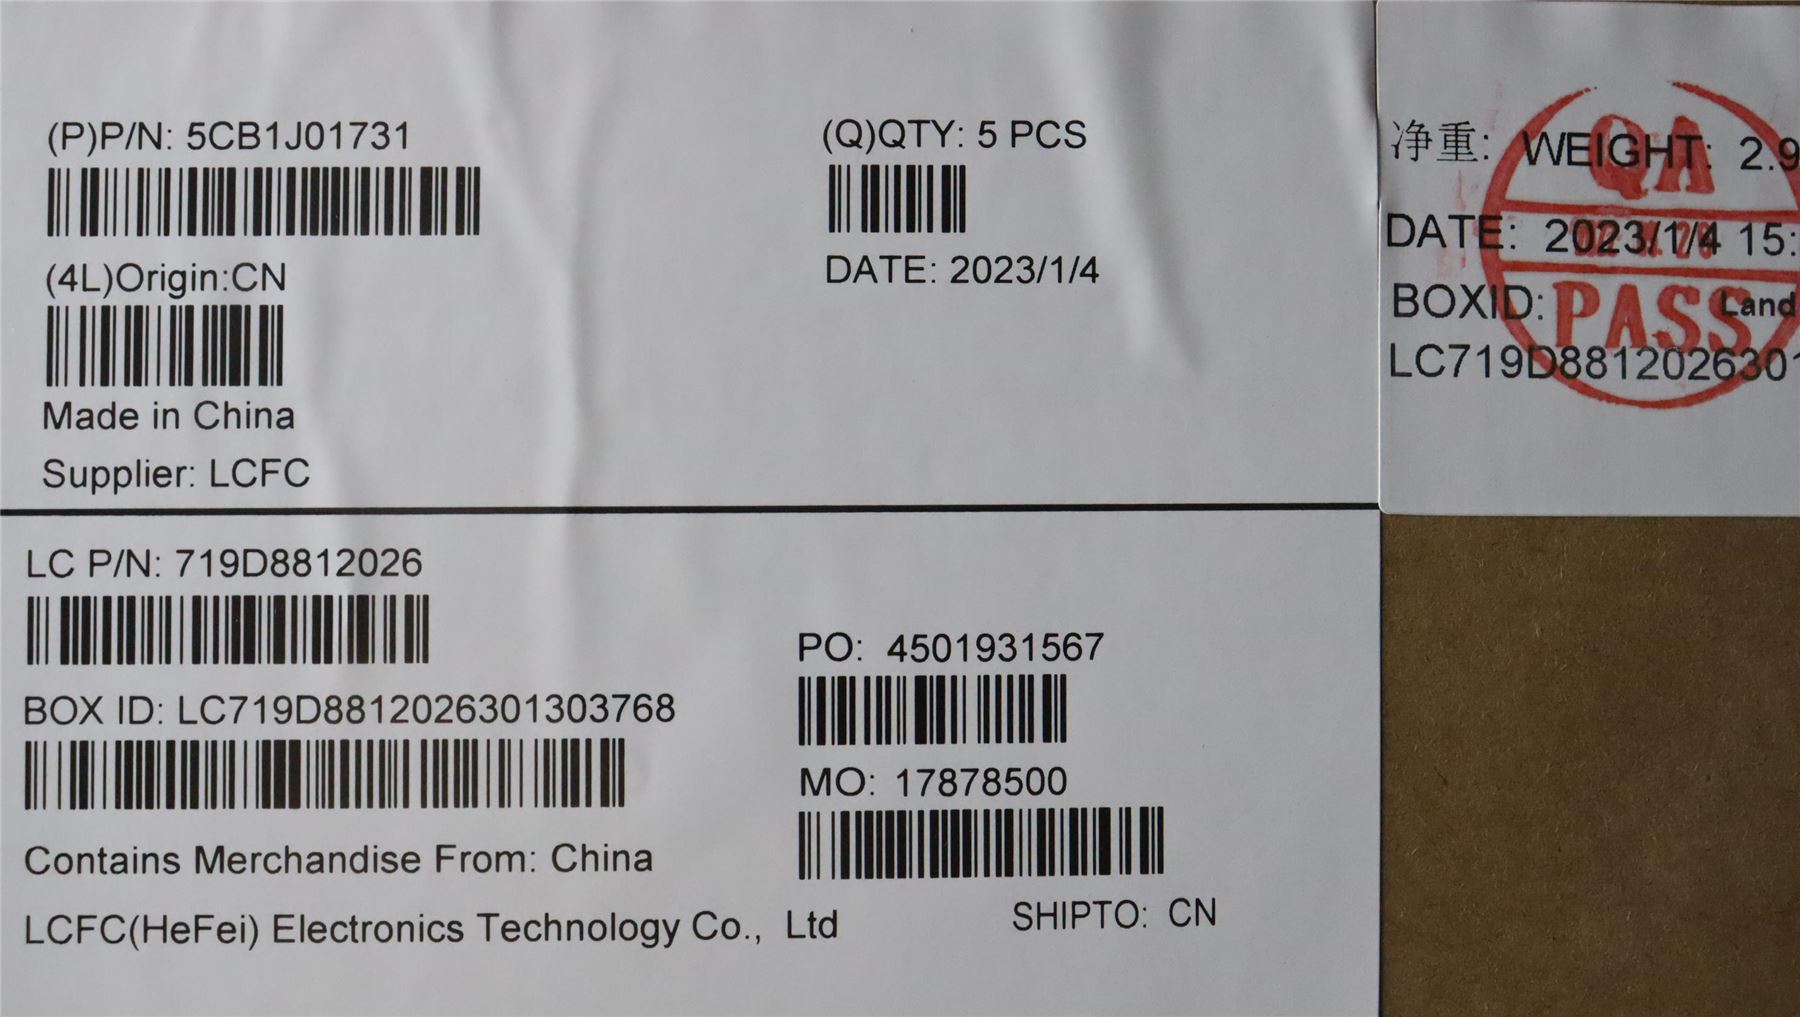 (P)P/N: 5CB1J01731
(Q)QTY: 5 PCS
(4L)Origin:CN
DATE: 2023/1/4
Made in China
Supplier: LCFC
LC P/N: 719D8812026
PO: 4501931567
BOX ID: LC719D8812026301303768
MO: 17878500
Contains Merchandise From: China
SHIPTO: CN
LCFC(HeFei) Electronics Technology Co., Ltd
净重: WEIGHT: 2.9
DATE: 2023/1/4 15:
BOXID: Land
LC719D8812026301
QA
PASS